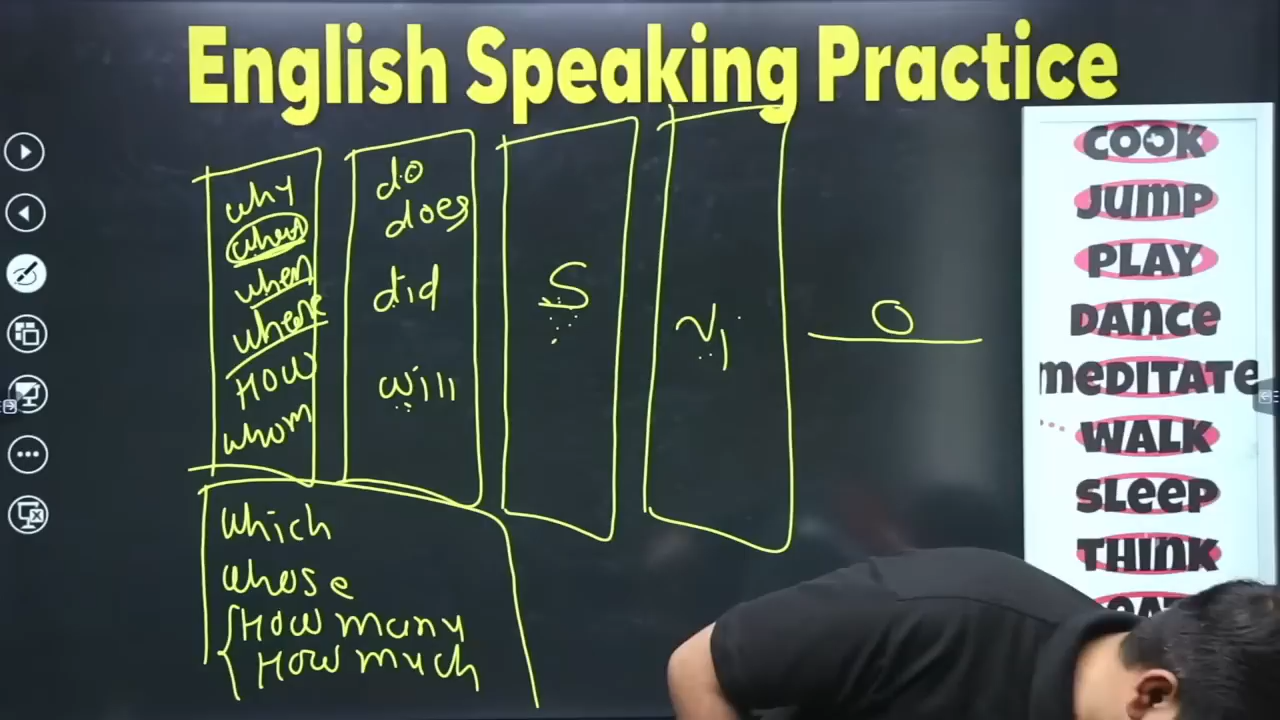 English Speaking Practice
why
when
where
HOW
whom
do
does
did
will
S
V1
O
which
whose
HOW many
HOW much
COOK
JUMP
PLAY
DANCE
MEDITATE
WALK
SLEEP
THINK